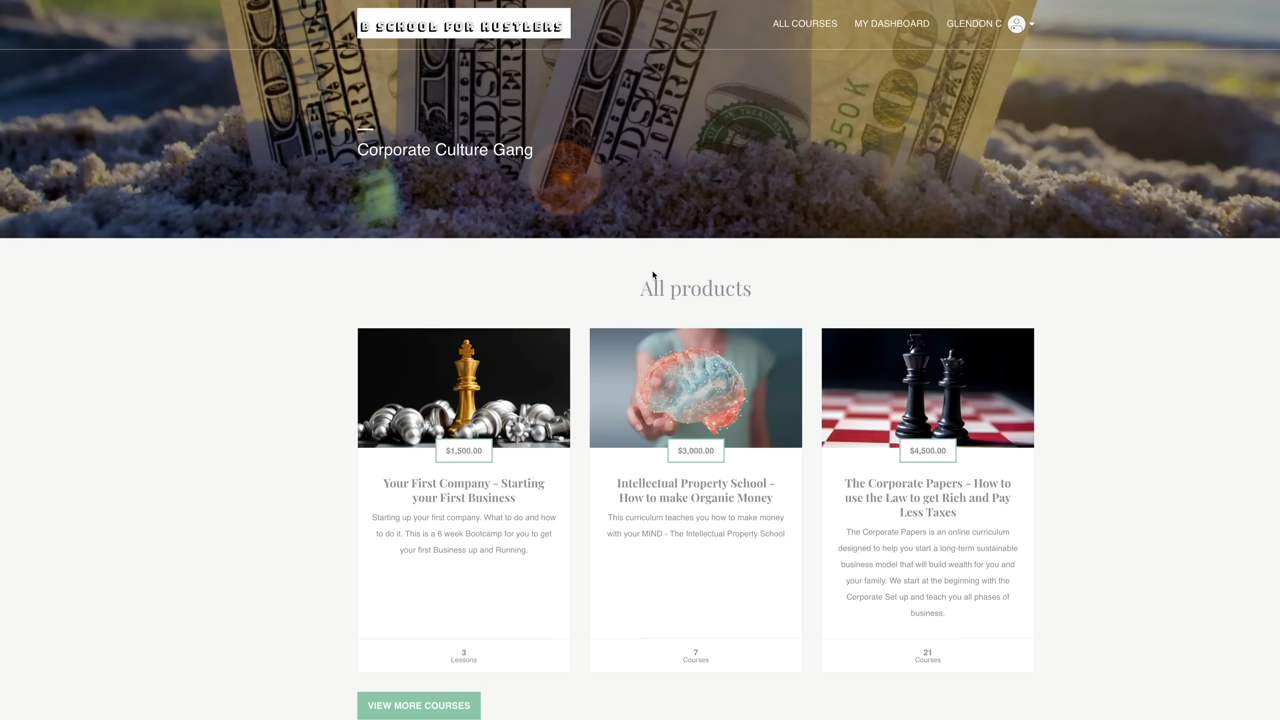 B SCHOOL FOR HUSTLERS
ALL COURSES
MY DASHBOARD
GLENDON C
350K
Corporate Culture Gang
All products
$1,500.00
$3,000.00
$4,500.00
Your First Company - Starting
your First Business
Starting up your first company. What to do and how
to do it. This is a 6 week Bootcamp for you to get
your first Business up and Running.
3
Lessons
Intellectual Property School -
How to make Organic Money
This curriculum teaches you how to make money
with your MIND - The Intellectual Property School
7
Courses
The Corporate Papers - How to
use the Law to get Rich and Pay
Less Taxes
The Corporate Papers is an online curriculum
designed to help you start a long-term sustainable
business model that will build wealth for you and
your family. We start at the beginning with the
Corporate Set up and teach you all phases of
business.
21
Courses
VIEW MORE COURSES